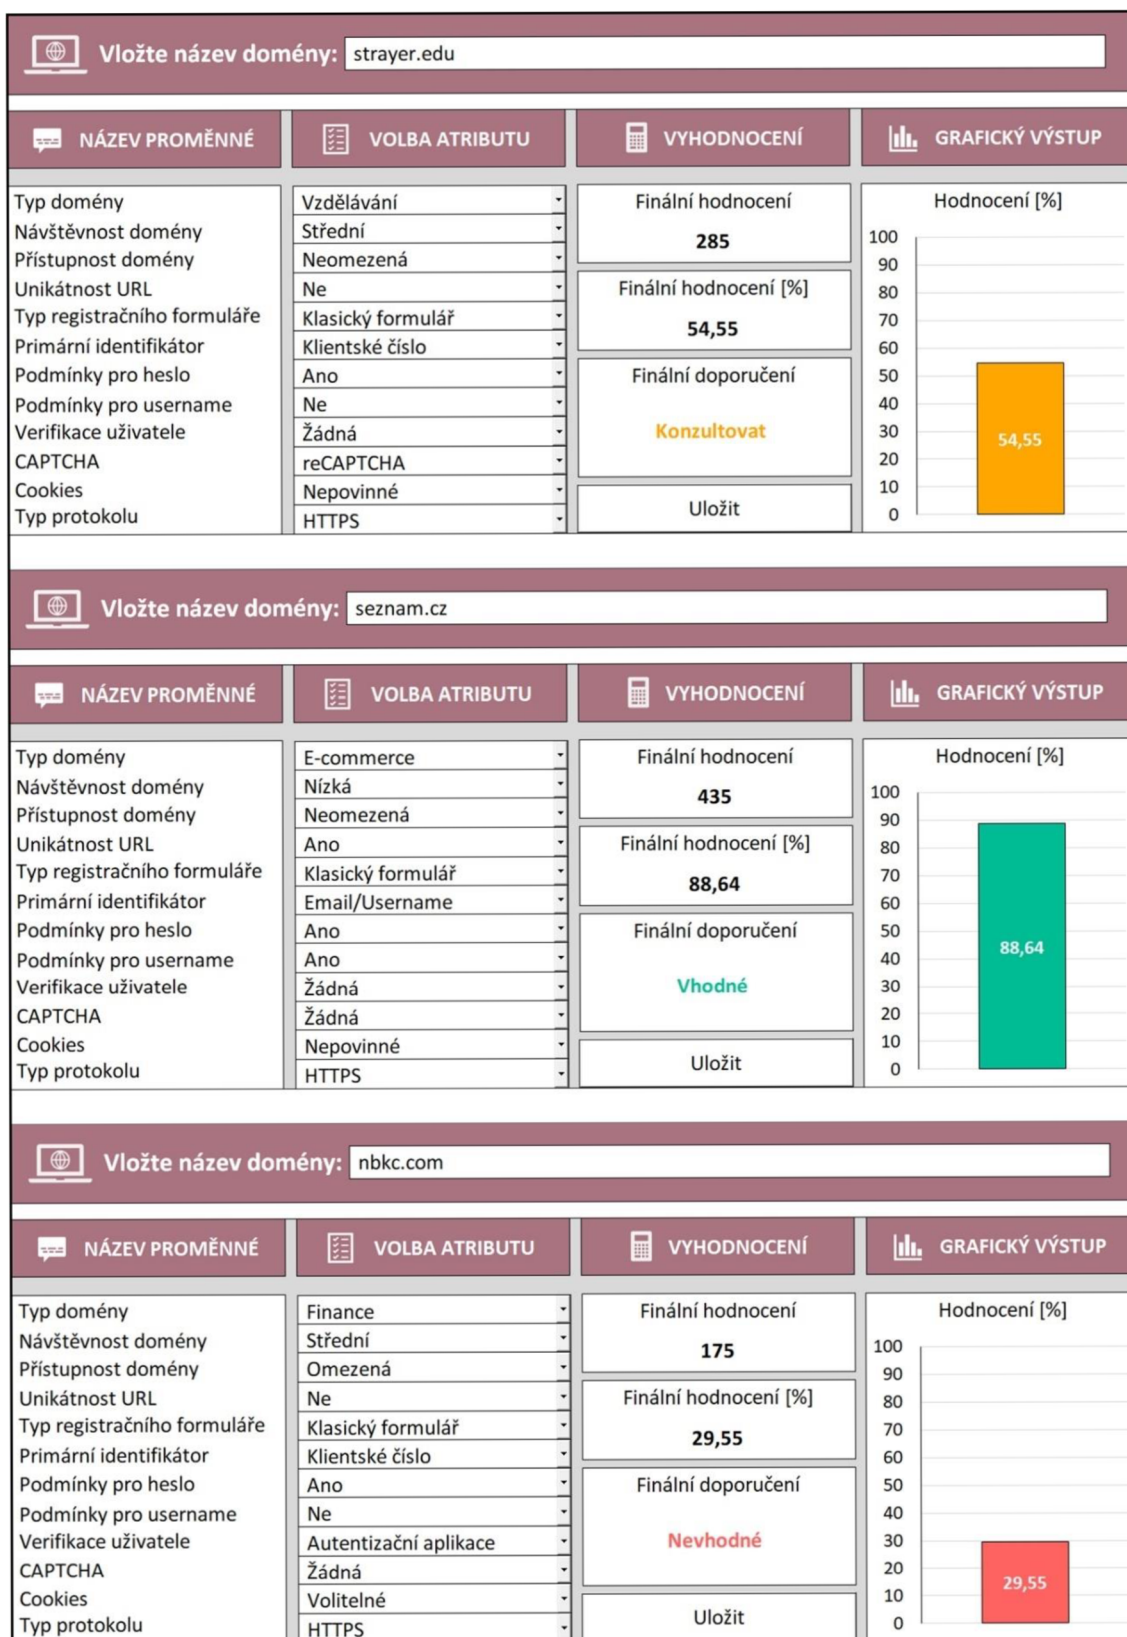 Vložte název domény: strayer.edu
NÁZEV PROMĚNNÉ VOLBA ATRIBUTU VYHODNOCENÍ GRAFICKÝ VÝSTUP
Typ domény Vzdělávání
Návštěvnost domény Střední
Přístupnost domény Neomezená
Unikátnost URL Ne
Typ registračního formuláře Klasický formulář
Primární identifikátor Klientské číslo
Podmínky pro heslo Ano
Podmínky pro username Ne
Verifikace uživatele Žádná
CAPTCHA reCAPTCHA
Cookies Nepovinné
Typ protokolu HTTPS
Finální hodnocení
285
Finální hodnocení [%]
54,55
Finální doporučení
Konzultovat
Uložit
Hodnocení [%]
100
90
80
70
60
50
40
30
20
10
0
54,55
Vložte název domény: seznam.cz
NÁZEV PROMĚNNÉ VOLBA ATRIBUTU VYHODNOCENÍ GRAFICKÝ VÝSTUP
Typ domény E-commerce
Návštěvnost domény Nízká
Přístupnost domény Neomezená
Unikátnost URL Ano
Typ registračního formuláře Klasický formulář
Primární identifikátor Email/Username
Podmínky pro heslo Ano
Podmínky pro username Ano
Verifikace uživatele Žádná
CAPTCHA Žádná
Cookies Nepovinné
Typ protokolu HTTPS
Finální hodnocení
435
Finální hodnocení [%]
88,64
Finální doporučení
Vhodné
Uložit
Hodnocení [%]
100
90
80
70
60
50
40
30
20
10
0
88,64
Vložte název domény: nbkc.com
NÁZEV PROMĚNNÉ VOLBA ATRIBUTU VYHODNOCENÍ GRAFICKÝ VÝSTUP
Typ domény Finance
Návštěvnost domény Střední
Přístupnost domény Omezená
Unikátnost URL Ne
Typ registračního formuláře Klasický formulář
Primární identifikátor Klientské číslo
Podmínky pro heslo Ano
Podmínky pro username Ne
Verifikace uživatele Autentizační aplikace
CAPTCHA Žádná
Cookies Volitelné
Typ protokolu HTTPS
Finální hodnocení
175
Finální hodnocení [%]
29,55
Finální doporučení
Nevhodné
Uložit
Hodnocení [%]
100
90
80
70
60
50
40
30
20
10
0
29,55